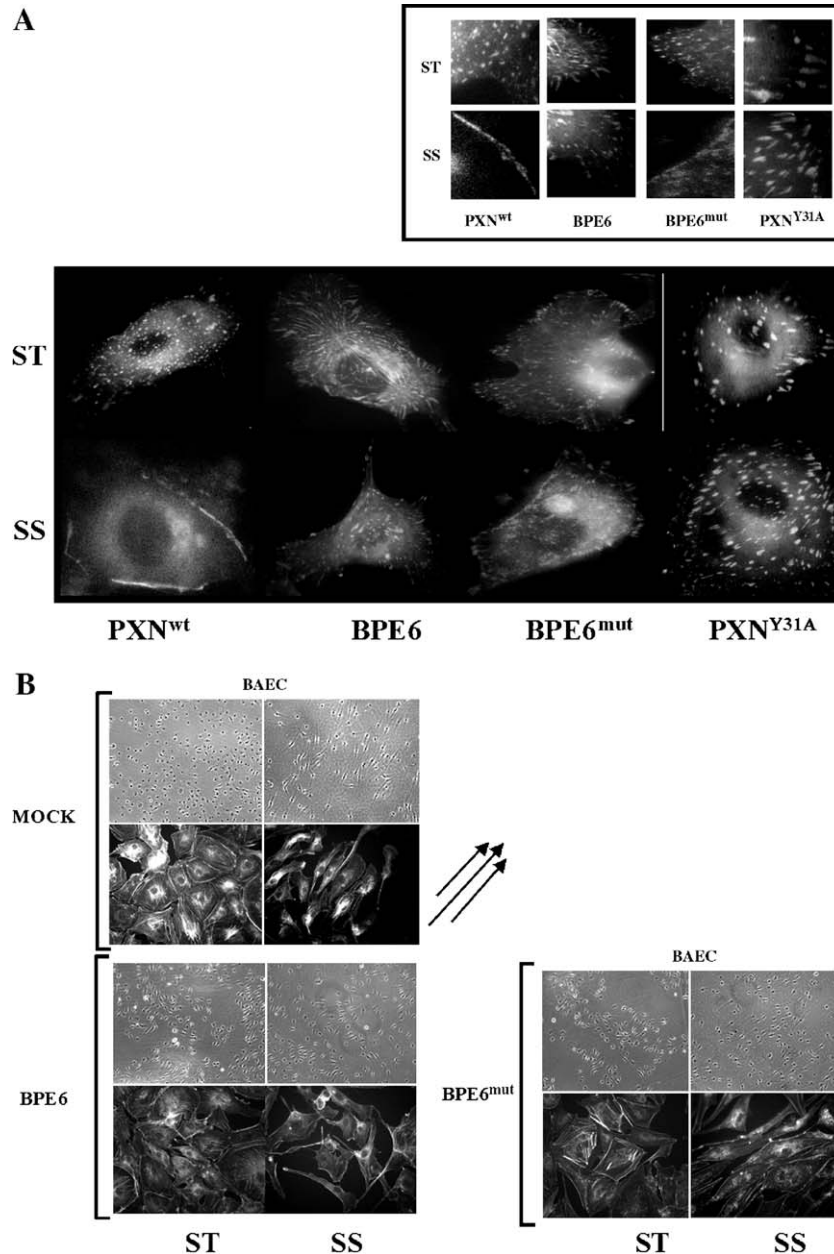 A
ST
SS
PXNwt BPE6 BPE6mut PXNY31A
ST
SS
PXNwt BPE6 BPE6mut PXNY31A
B
BAEC
MOCK
BAEC
BPE6
BPE6mut
ST SS ST SS